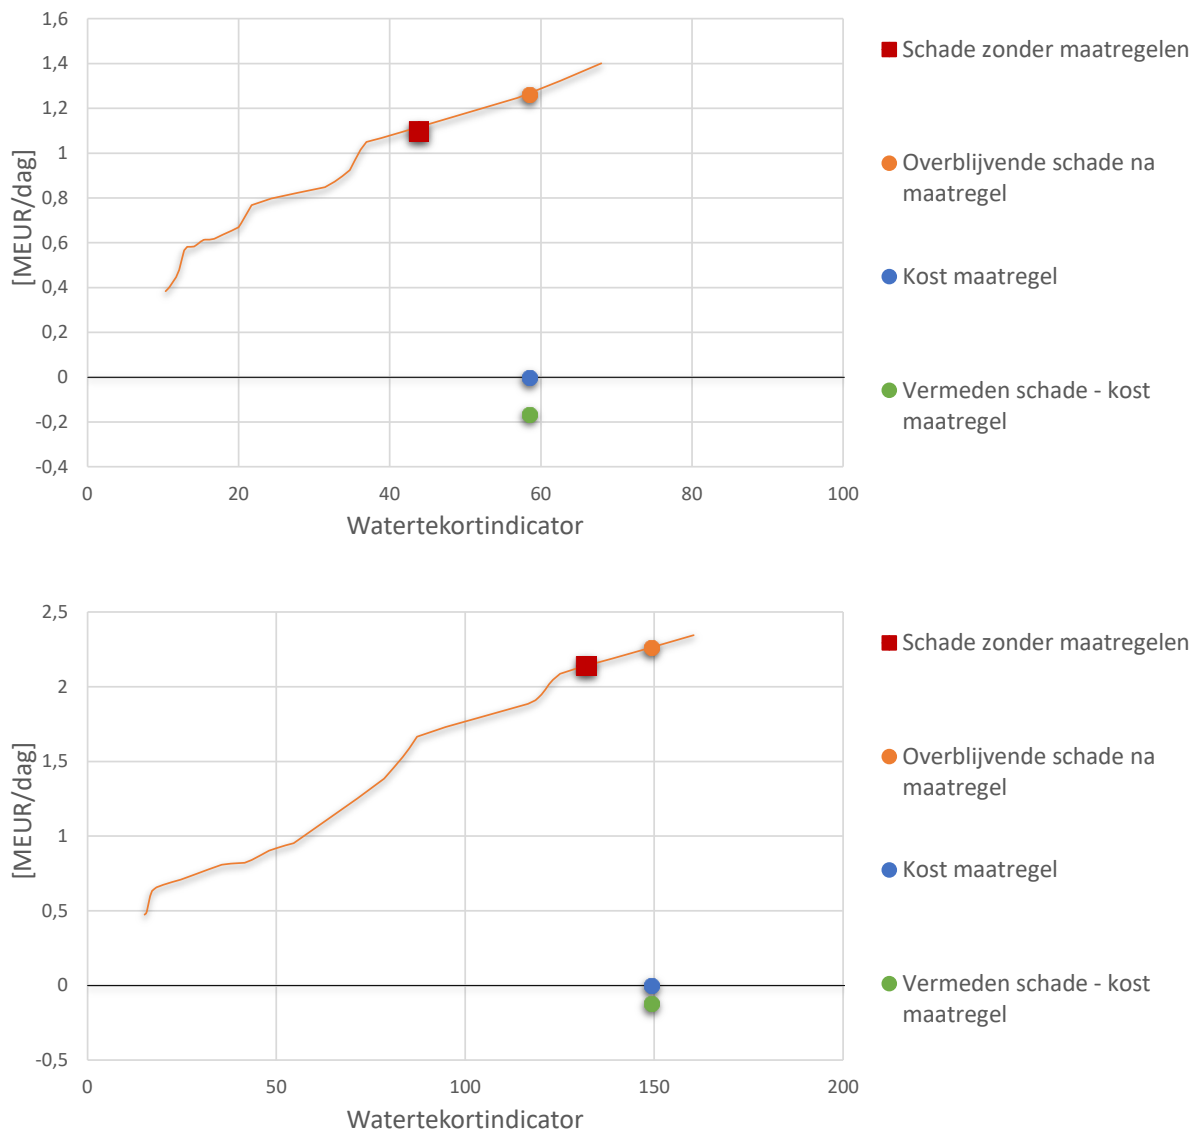 1,6
1,4
1,2
1
0,8
0,6
0,4
0,2
0
-0,2
-0,4
[MEUR/dag]
0 20 40 60 80 100
Watertekortindicator
Schade zonder maatregelen
Overblijvende schade na
maatregel
Kost maatregel
Vermeden schade - kost
maatregel
2,5
2
1,5
1
0,5
0
-0,5
[MEUR/dag]
0 50 100 150 200
Watertekortindicator
Schade zonder maatregelen
Overblijvende schade na
maatregel
Kost maatregel
Vermeden schade - kost
maatregel